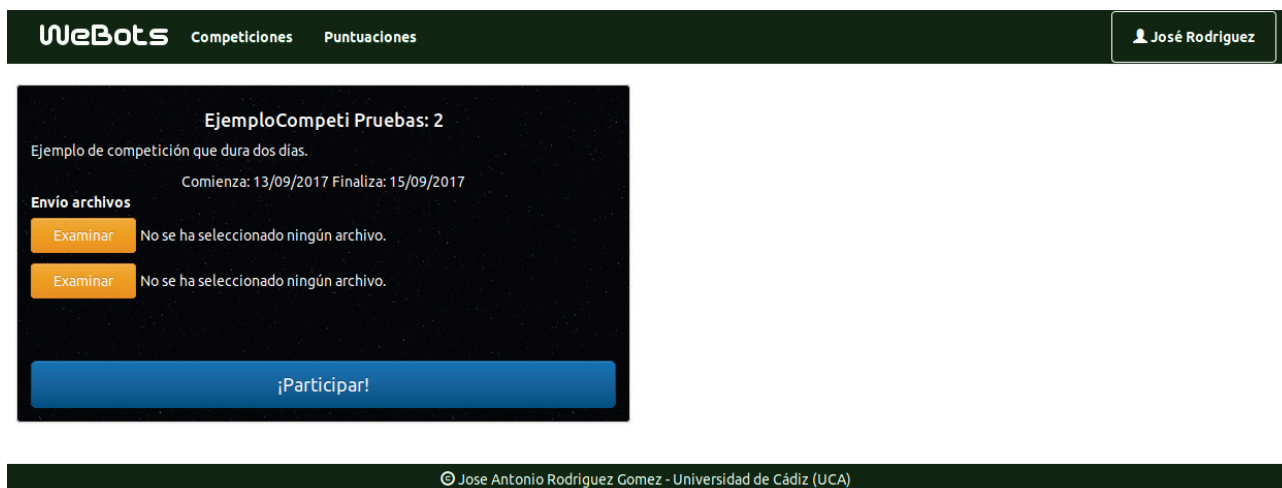 WeBots Competiciones Puntuaciones José Rodriguez
EjemploCompeti Pruebas: 2
Ejemplo de competición que dura dos días.
Comienza: 13/09/2017 Finaliza: 15/09/2017
Envío archivos
Examinar No se ha seleccionado ningún archivo.
Examinar No se ha seleccionado ningún archivo.
¡Participar!
© Jose Antonio Rodriguez Gomez - Universidad de Cádiz (UCA)